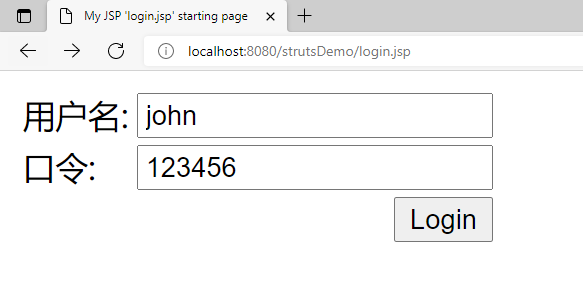 My JSP 'login.jsp' starting page
localhost:8080/strutsDemo/login.jsp
用户名: john
口令: 123456
Login